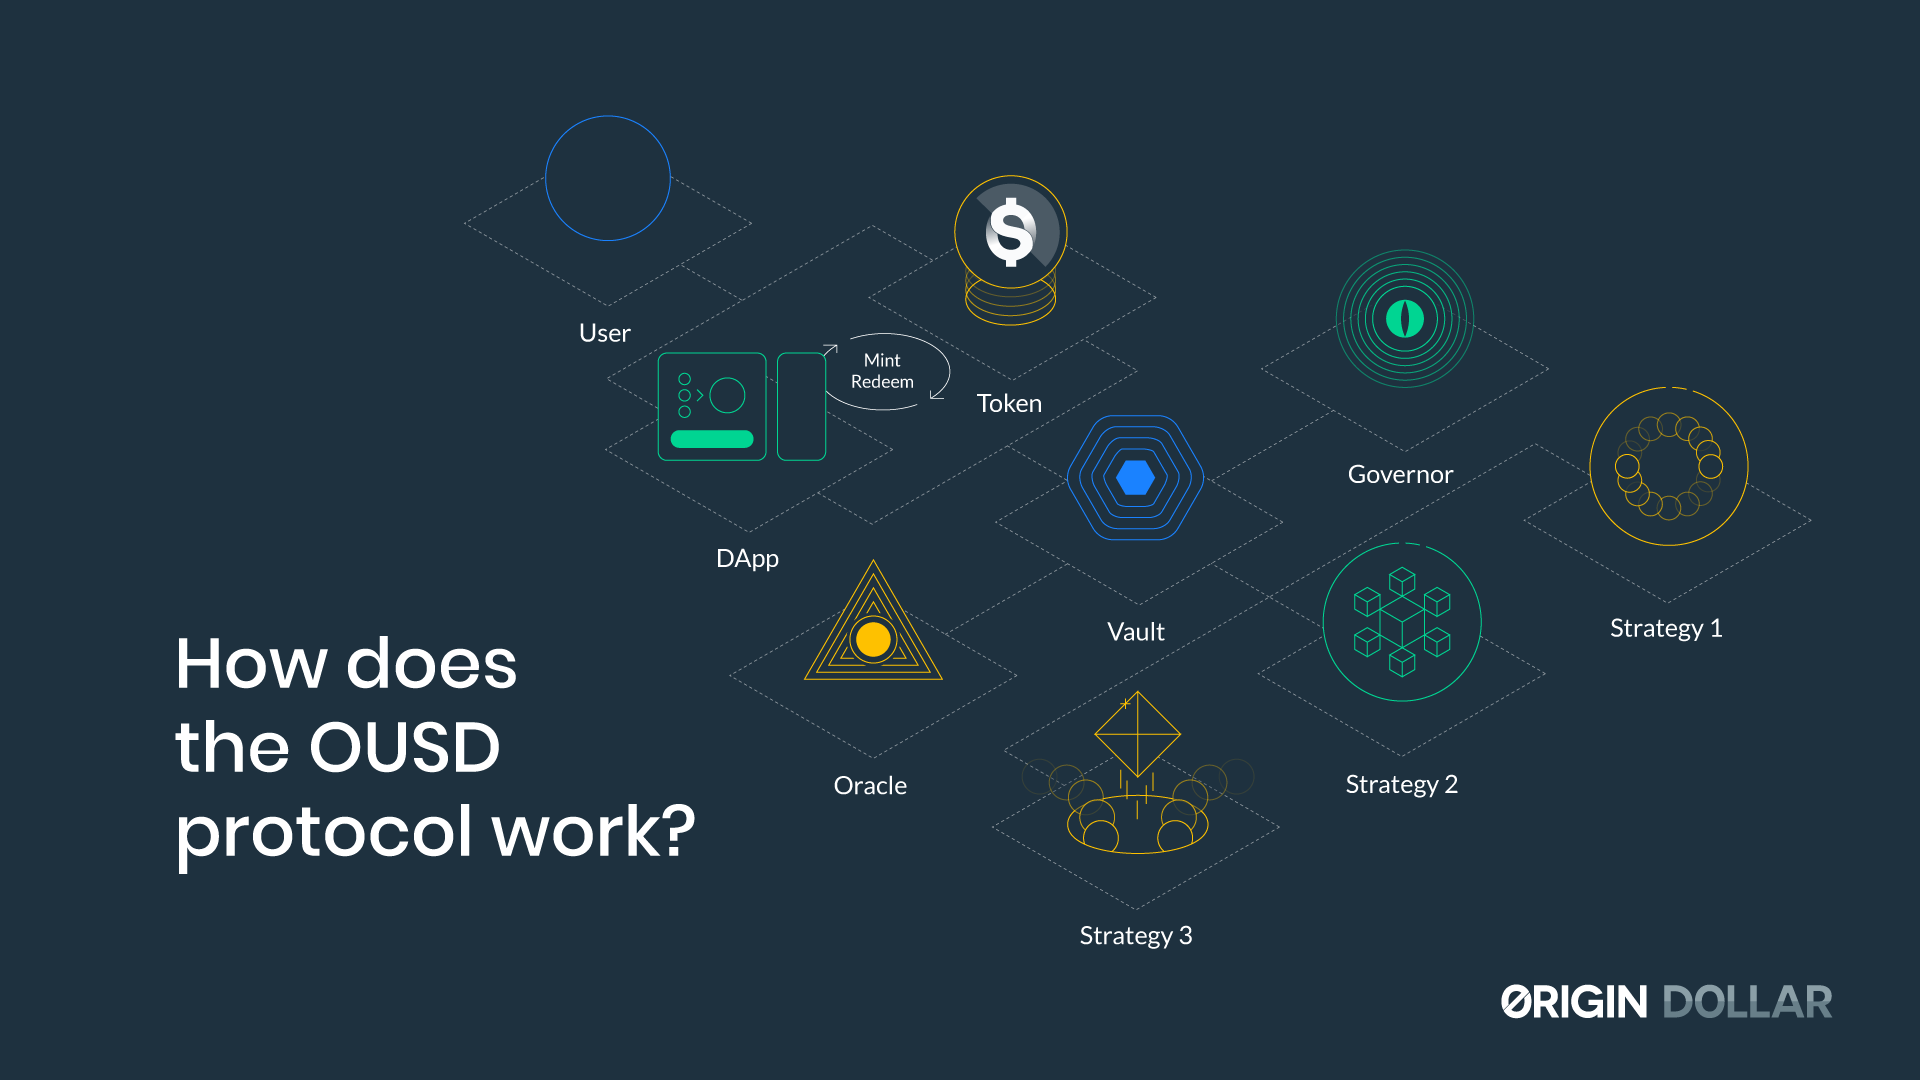 User
Mint
Redeem
Token
Governor
DApp
Vault
Strategy 1
Oracle
Strategy 2
Strategy 3
How does
the OUSD
protocol work?
ORIGIN DOLLAR